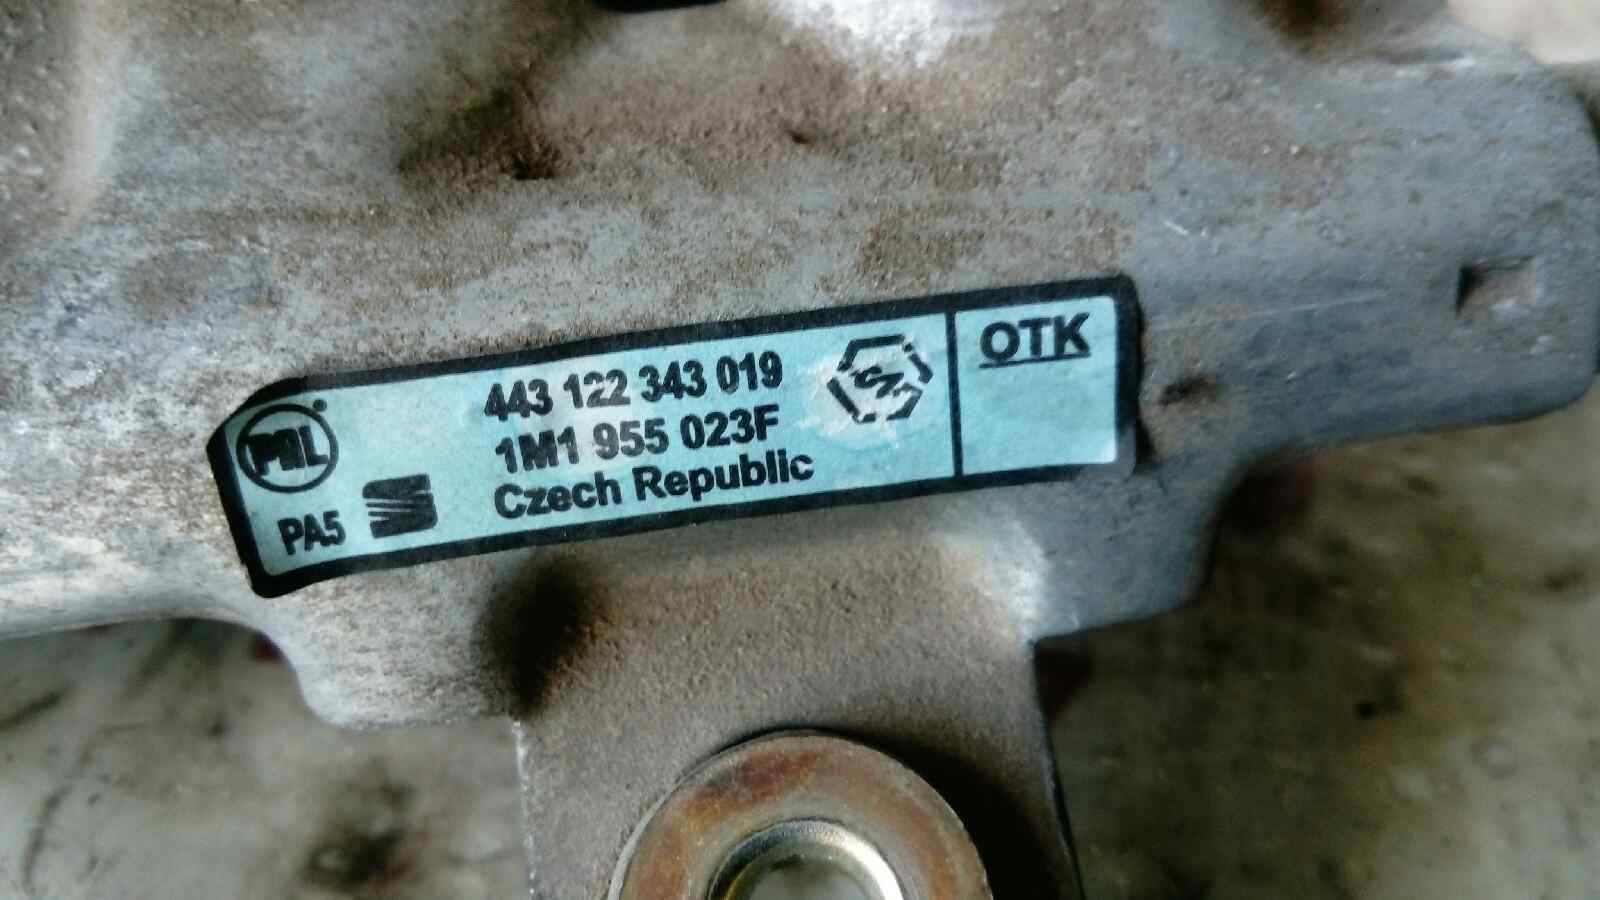 443 122 343 019
1M1 955 023F
Czech Republic
PAL
PA5
OTK